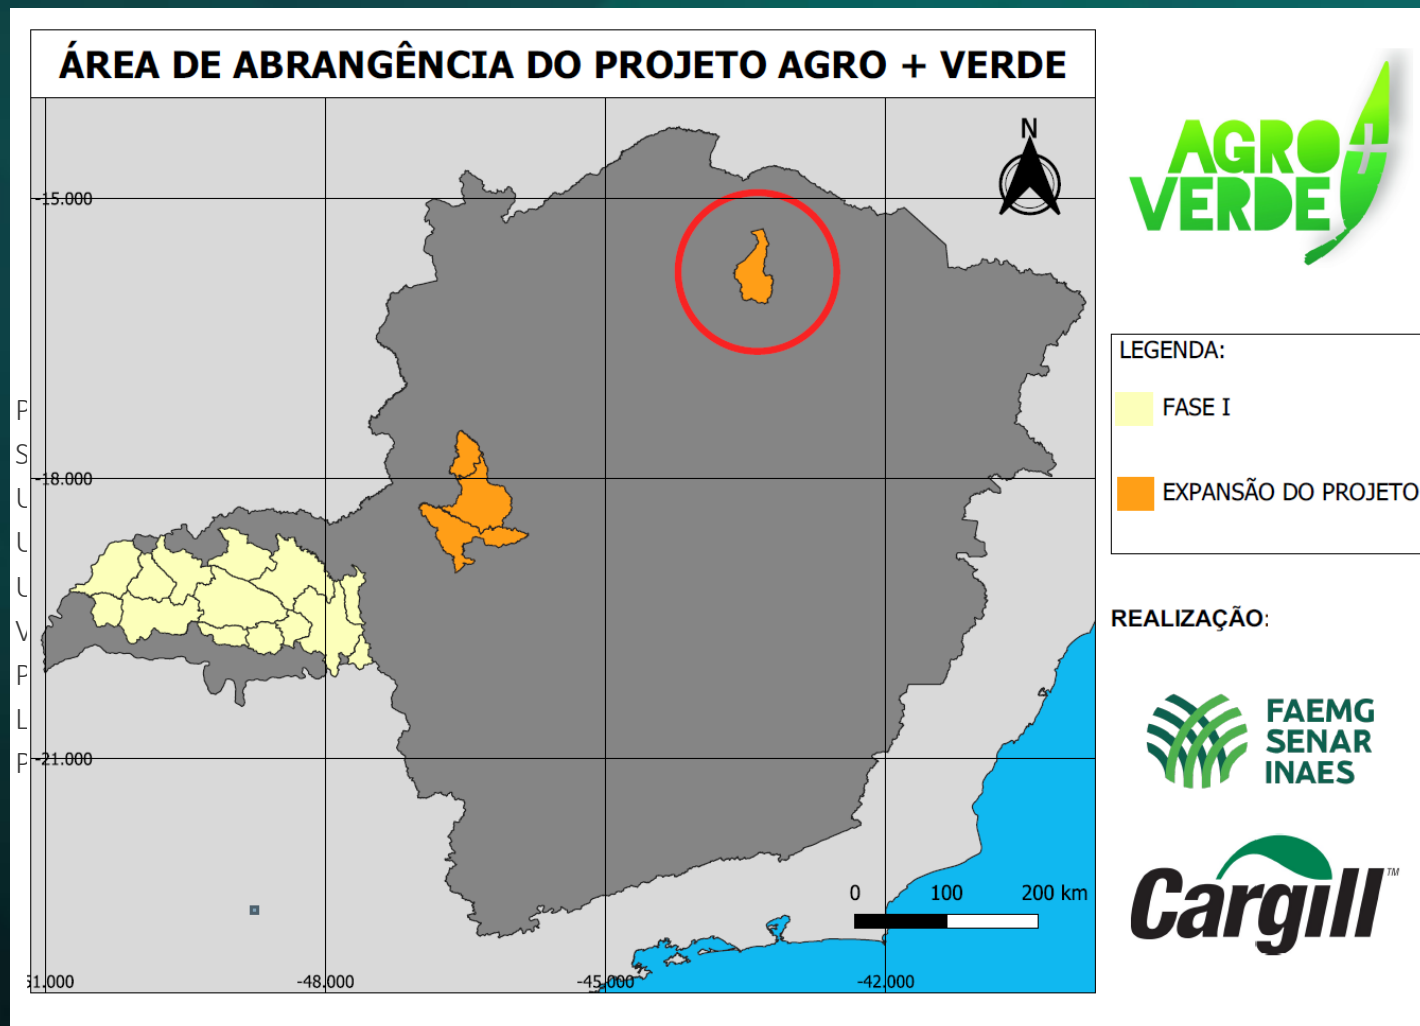 ÁREA DE ABRANGÊNCIA DO PROJETO AGRO + VERDE
N
-15.000
-18.000
-21.000
-48.000
-45.000
-42.000
0 100 200 km
P
S
U
U
U
V
P
L
P
AGRO+
VERDE
LEGENDA:
FASE I
EXPANSÃO DO PROJETO
REALIZAÇÃO:
FAEMG
SENAR
INAES
Cargill™